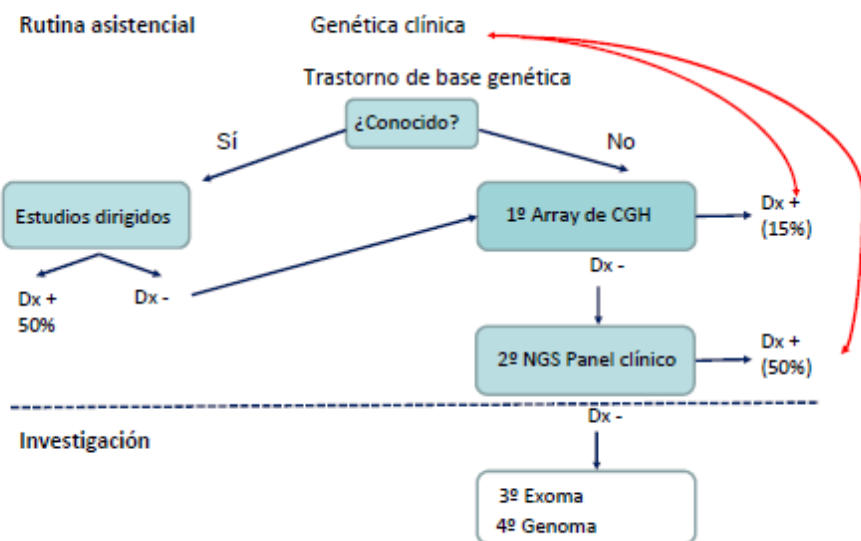 Rutina asistencial
Genética clínica
Trastorno de base genética
¿Conocido?
Sí
No
Estudios dirigidos
1º Array de CGH
Dx +
(15%)
Dx -
Dx +
50%
Dx -
2º NGS Panel clínico
Dx +
(50%)
Dx -
Investigación
3º Exoma
4º Genoma